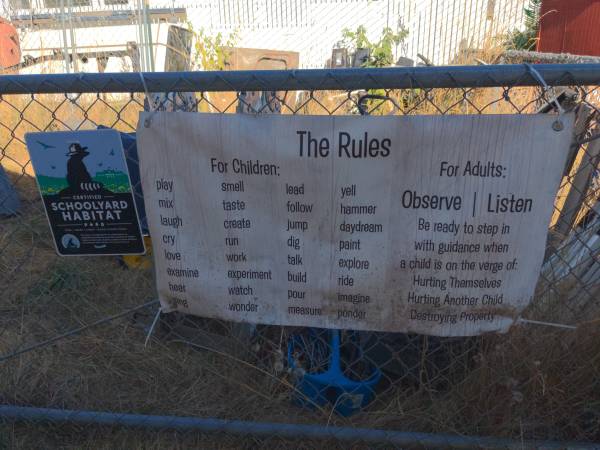 The Rules
For Children:
play smell lead yell
mix taste follow hammer
laugh create jump daydream
cry run dig paint
love work talk explore
examine experiment build ride
hear watch pour imagine
wonder measure ponder
For Adults:
Observe | Listen
Be ready to step in
with guidance when
a child is on the verge of:
Hurting Themselves
Hurting Another Child
Destroying Property
CERTIFIED
SCHOOLYARD
HABITAT